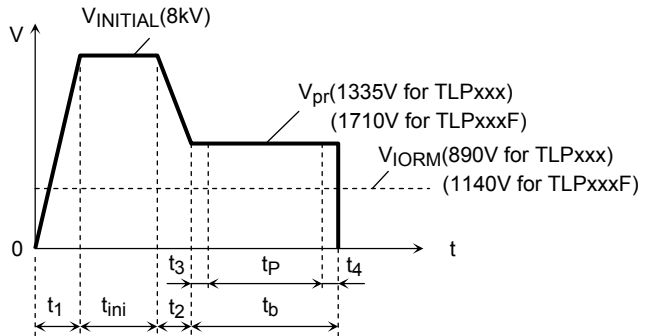 VINITIAL(8kV)
V
Vpr(1335V for TLPxxx)
(1710V for TLPxxxF)
VIORM(890V for TLPxxx)
(1140V for TLPxxxF)
0
t
t3
tP
t4
t1
tini
t2
tb